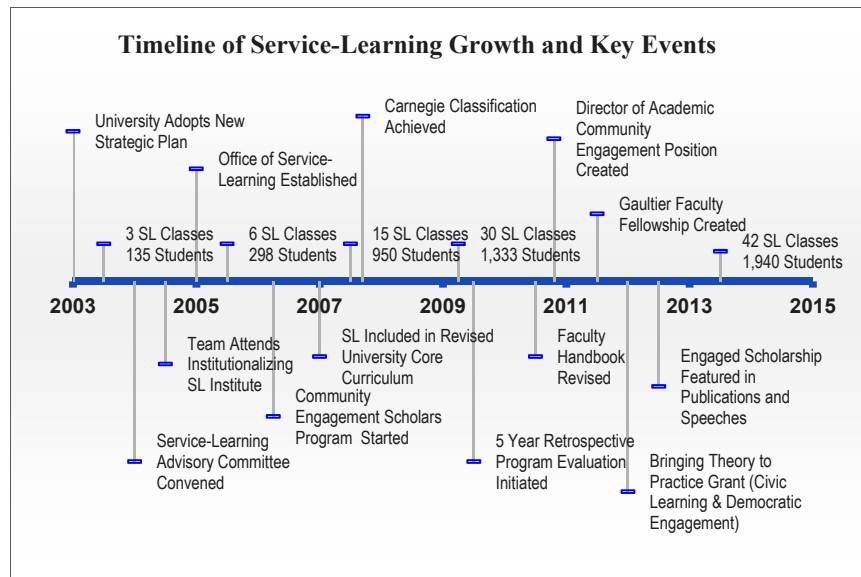 Timeline of Service-Learning Growth and Key Events
University Adopts New
Strategic Plan
Office of Service-
Learning Established
Carnegie Classification
Achieved
Director of Academic
Community
Engagement Position
Created
Gaultier Faculty
Fellowship Created
3 SL Classes
135 Students
6 SL Classes
298 Students
15 SL Classes
950 Students
30 SL Classes
1,333 Students
42 SL Classes
1,940 Students
2003 2005 2007 2009 2011 2013 2015
Team Attends
Institutionalizing
SL Institute
Service-Learning
Advisory Committee
Convened
SL Included in Revised
University Core
Curriculum
Community
Engagement Scholars
Program Started
5 Year Retrospective
Program Evaluation
Initiated
Faculty
Handbook
Revised
Bringing Theory to
Practice Grant (Civic
Learning & Democratic
Engagement)
Engaged Scholarship
Featured in
Publications and
Speeches